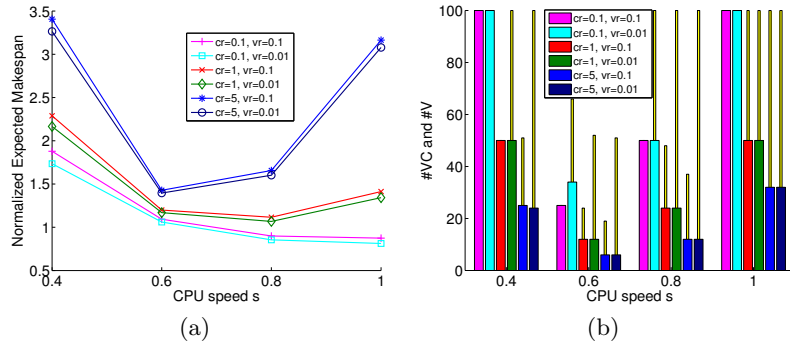 3.5
3
2.5
2
1.5
1
0.5
0.4
0.6
0.8
1
Normalized Expected Makespan
CPU speed s
cr=0.1, vr=0.1
cr=0.1, vr=0.01
cr=1, vr=0.1
cr=1, vr=0.01
cr=5, vr=0.1
cr=5, vr=0.01
(a)
100
80
60
40
20
0
0.4
0.6
0.8
1
#VC and #V
CPU speed s
cr=0.1, vr=0.1
cr=0.1, vr=0.01
cr=1, vr=0.1
cr=1, vr=0.01
cr=5, vr=0.1
cr=5, vr=0.01
(b)